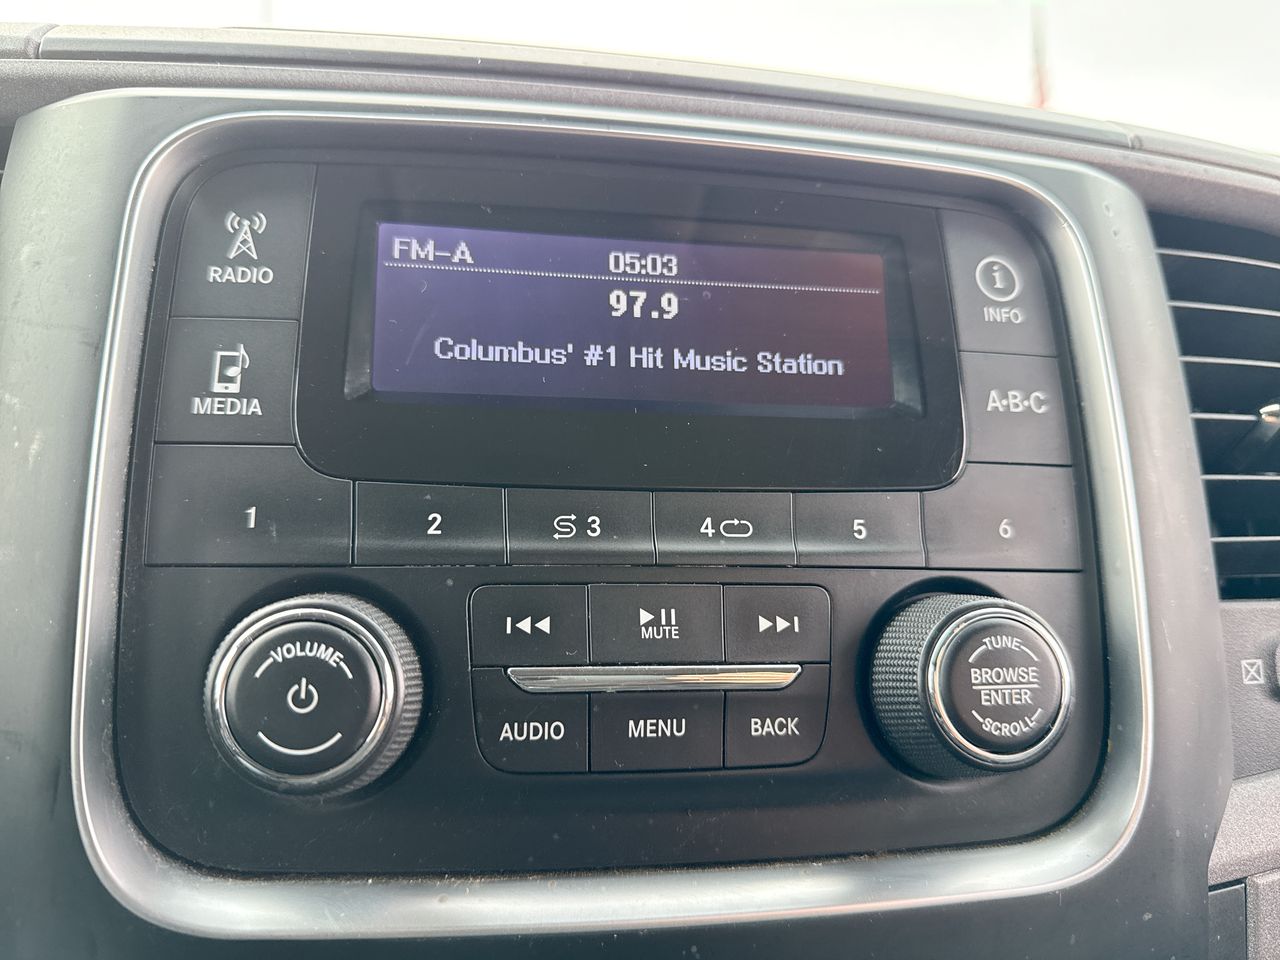 RADIO
MEDIA
FM-A
05:03
97.9
Columbus' #1 Hit Music Station
INFO
A•B•C
1
2
3
4
5
6
VOLUME
MUTE
AUDIO
MENU
BACK
TUNE
BROWSE
ENTER
SCROLL